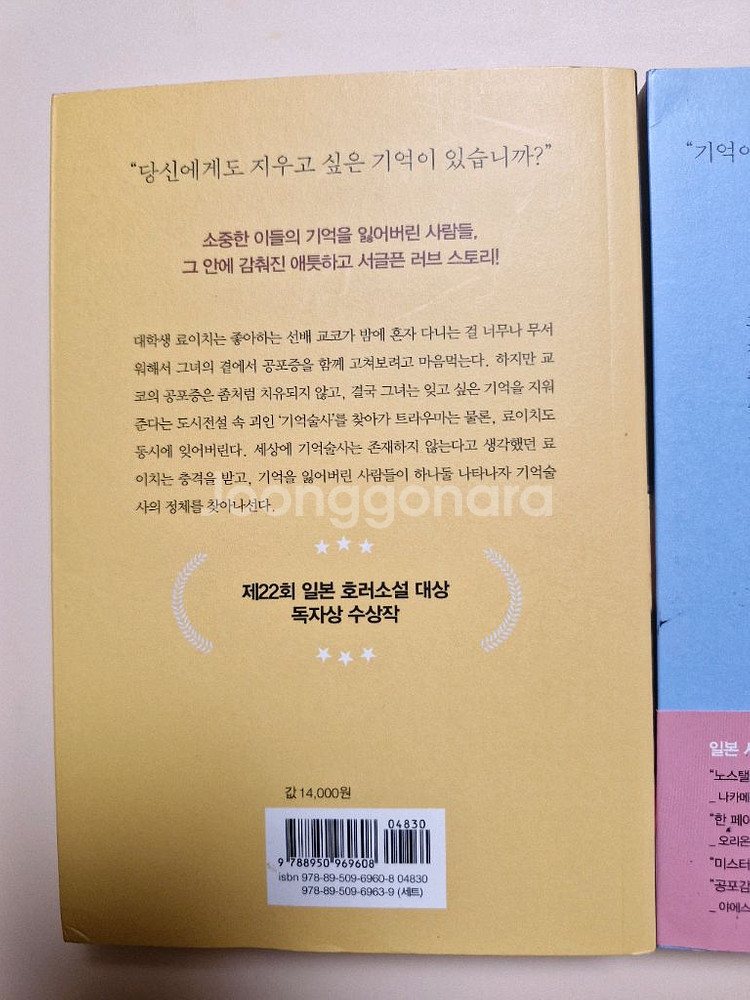 “당신에게도 지우고 싶은 기억이 있습니까?”
소중한 이들의 기억을 잃어버린 사람들,
그 안에 감춰진 애틋하고 서글픈 러브 스토리!
대학생 료이치는 좋아하는 선배 교코가 밤에 혼자 다니는 걸 너무나 무서
워해서 그녀의 곁에서 공포증을 함께 고쳐보려고 마음먹는다. 하지만 교
코의 공포증은 좀처럼 치유되지 않고, 결국 그녀는 잊고 싶은 기억을 지워
준다는 도시전설 속 괴인 ‘기억술사’를 찾아가 트라우마는 물론, 료이치도
동시에 잊어버린다. 세상에 기억술사는 존재하지 않는다고 생각했던 료
이치는 충격을 받고, 기억을 잃어버린 사람들이 하나둘 나타나자 기억술
사의 정체를 찾아나선다.
joonggonara
제22회 일본 호러소설 대상
독자상 수상작
값 14,000원
04830
9 788950 969608
isbn 978-89-509-6960-8 04830
978-89-509-6963-9 (세트)
“기억이
일본 
“노스탤
_ 나카메
“한 페이
_ 오리온
“미스터
“공포감
_ 야에스